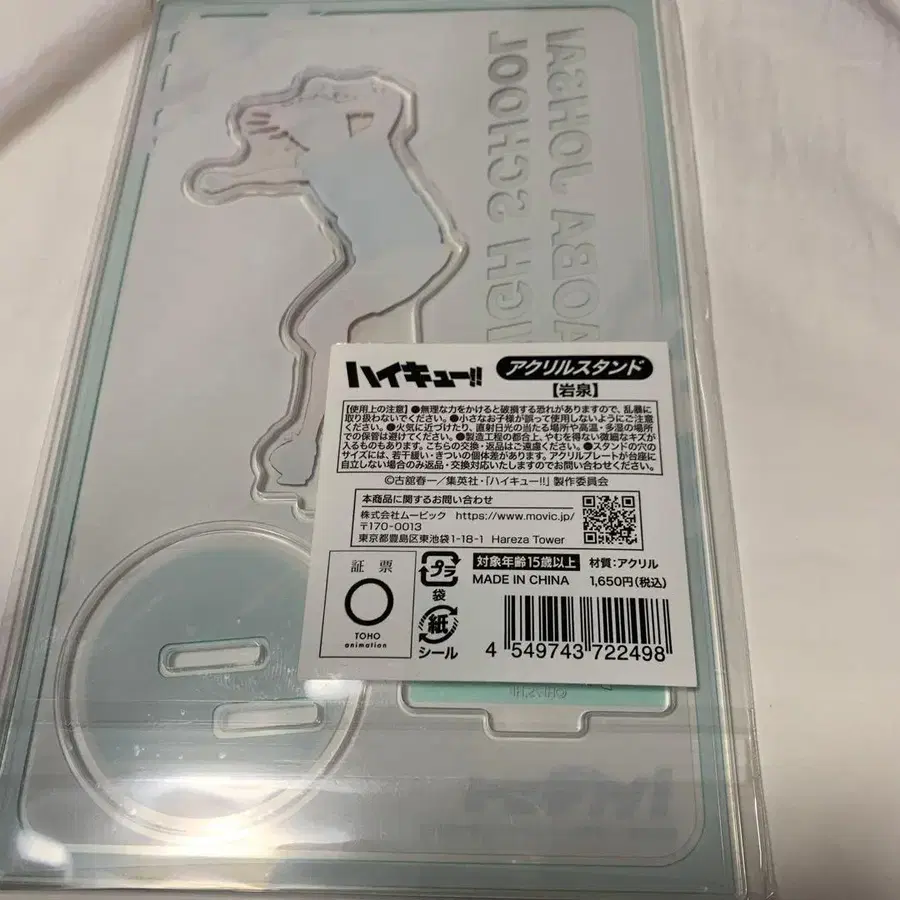 AOBA JOHSAI
HIGH SCHOOL
ハイキュー!! アクリルスタンド
【岩泉】
【使用上の注意】●無理な力をかけると破損する恐れがありますので、乱暴に
取り扱わないでください。●小さなお子様が誤って使用しないようにご注意
ください。●火気に近づけたり、直射日光の当たる場所や高温・多湿の場所
での保管は避けてください。●製造工程の都合上、やむを得ない微細なキズが
入るものもあります。こちらの交換・返品はご遠慮ください。●スタンドの穴の
サイズには、若干緩い・きついの個体差があります。アクリルプレートが台座に
自立しない場合のみ返品・交換対応いたしますのでお問い合わせください。
©古舘春一/集英社・「ハイキュー!!」製作委員会
本商品に関するお問い合わせ
株式会社ムービック https://www.movic.jp/
〒170-0013
東京都豊島区東池袋1-18-1 Hareza Tower
証票
TOHO
animation
プラ
袋
紙
シール
対象年齢15歳以上 材質:アクリル
MADE IN CHINA 1,650円(税込)
4 549743 722498
ハイキュー!!